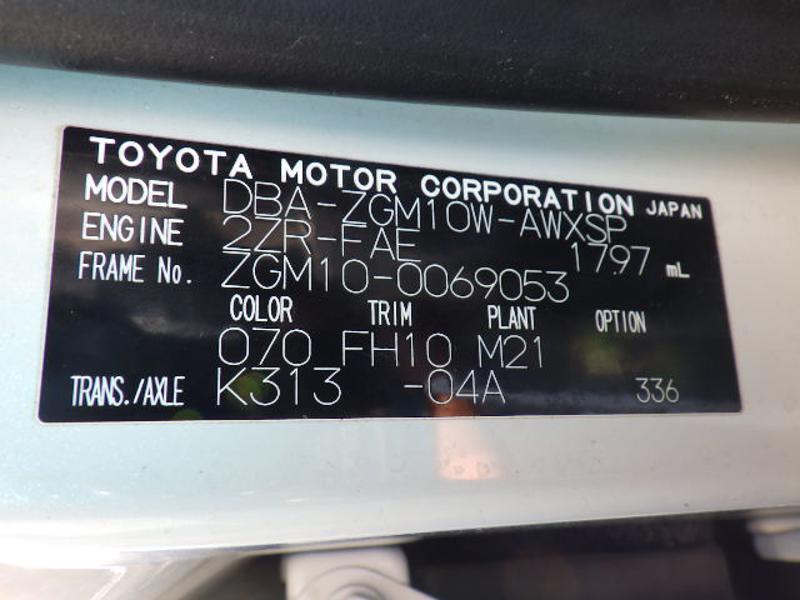 TOYOTA MOTOR CORPORATION JAPAN
MODEL DBA-ZGM10W-AWXSP
ENGINE 2ZR-FAE 1797 mL
FRAME No. ZGM10-0069053
COLOR TRIM PLANT OPTION
070 FH10 M21
TRANS./AXLE K313 -04A 336